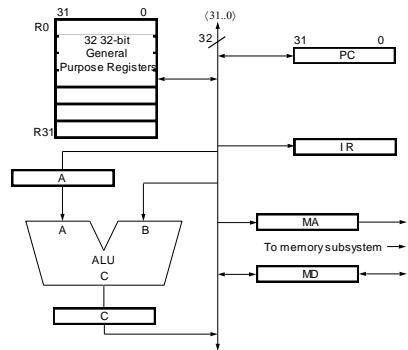 31 0
R0
32 32-bit
General
Purpose Registers
R31
⟨31..0⟩
32
31 0
PC
IR
A
A B
ALU
C
C
MA
To memory subsystem
MD